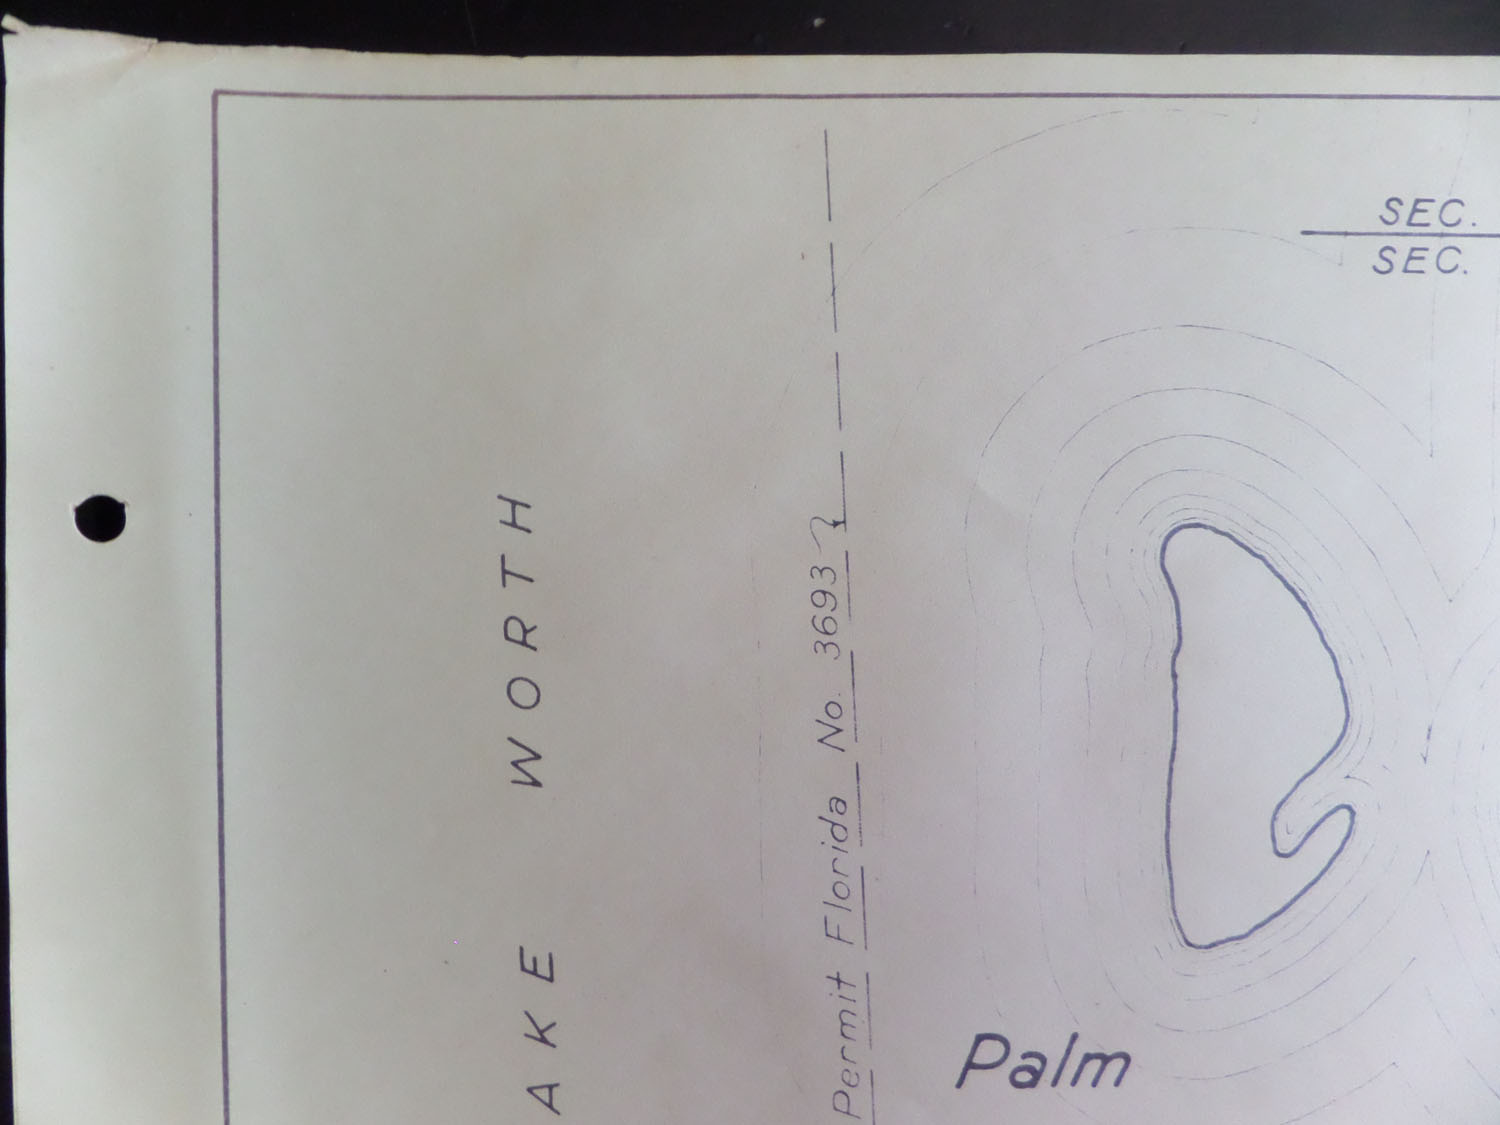 SEC.
SEC.
AKE WORTH
Permit Florida No. 3693
Palm